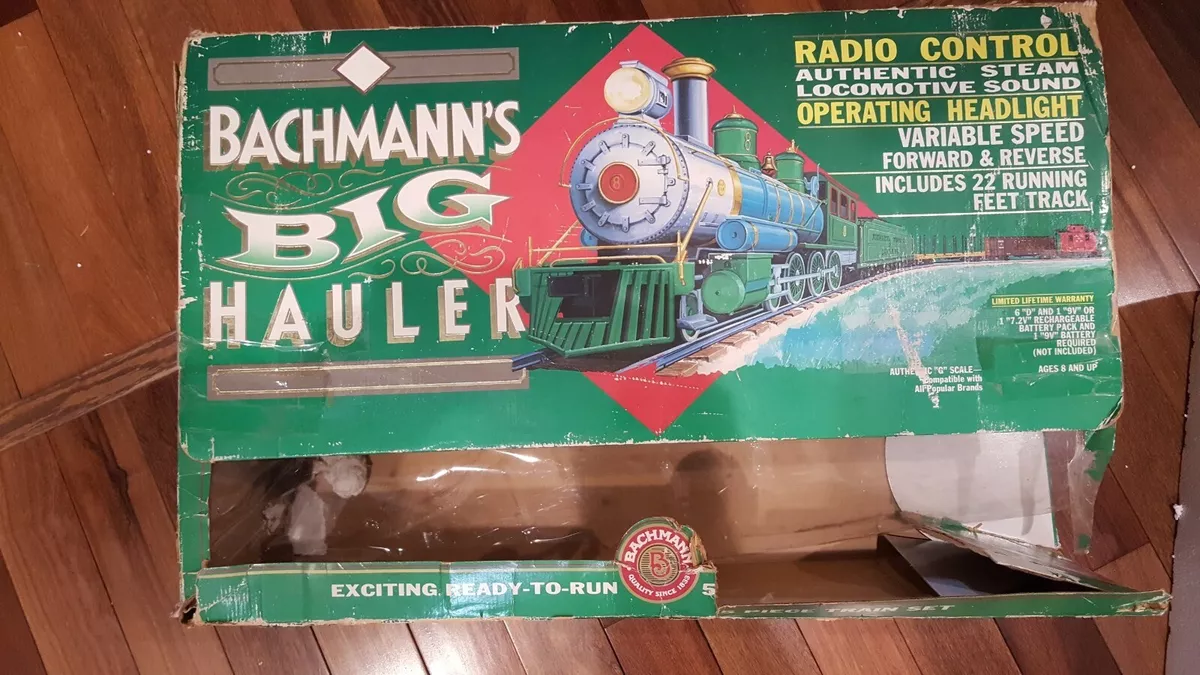 BACHMANN'S
BIG
HAULER
RADIO CONTROL
AUTHENTIC STEAM
LOCOMOTIVE SOUND
OPERATING HEADLIGHT
VARIABLE SPEED
FORWARD & REVERSE
INCLUDES 22' RUNNING
FEET TRACK
8
8
LIMITED LIFETIME WARRANTY
6 "D" AND 1 "9V" OR
1 "7.2V" RECHARGEABLE
BATTERY PACK AND
1 "9V" BATTERY
REQUIRED
(NOT INCLUDED)
AGES 8 AND UP
"G" SCALE—
compatible with
All Popular Brands
EXCITING READY-TO-RUN 5
BACHMANN
QUALITY SINCE 1833
PIECE TRAIN SET